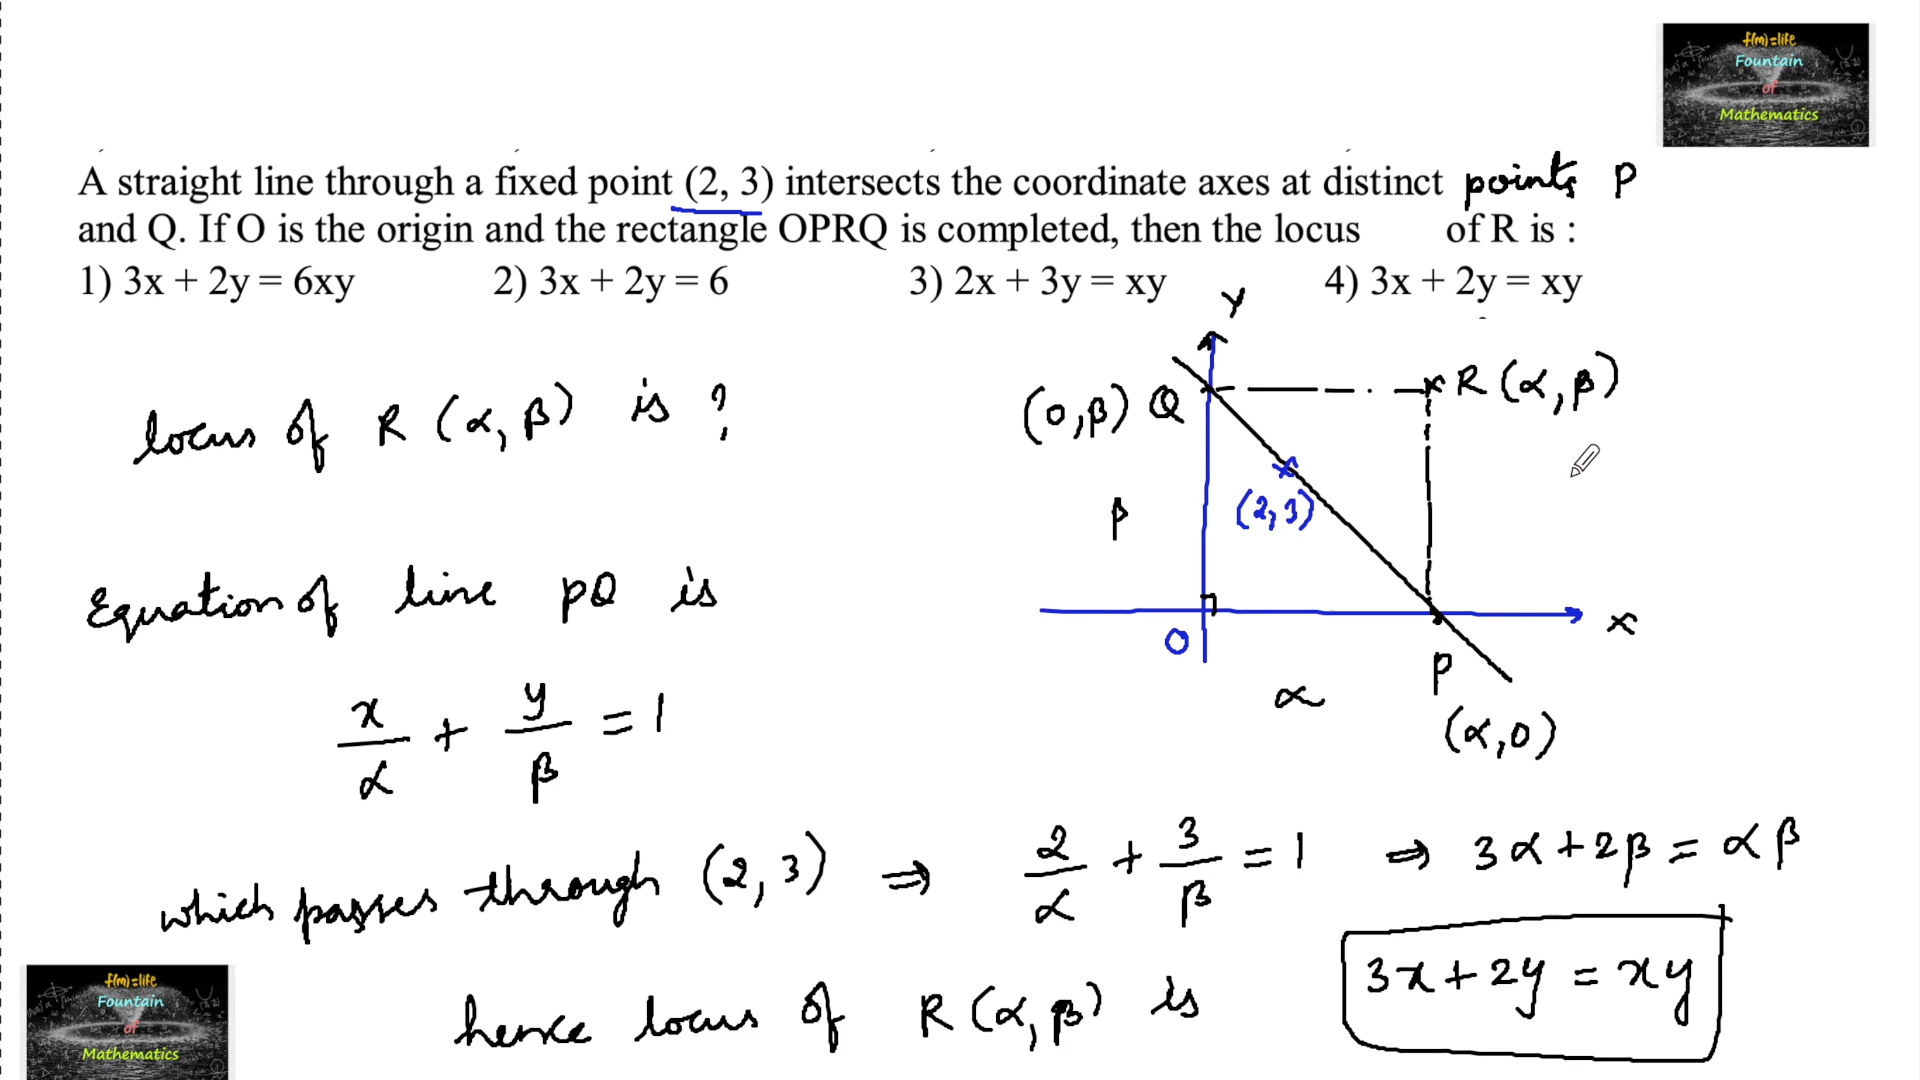 f(m)=life
Fountain
of
Mathematics
A straight line through a fixed point (2, 3) intersects the coordinate axes at distinct points P
and Q. If O is the origin and the rectangle OPRQ is completed, then the locus of R is :
1) 3x + 2y = 6xy 2) 3x + 2y = 6 3) 2x + 3y = xy 4) 3x + 2y = xy
Y
locus of R (α, β) is ?
(0,β) Q R (α, β)
β (2,3)
Equation of line PQ is
O P x
α (α,0)
x/α + y/β = 1
which passes through (2,3) ⇒ 2/α + 3/β = 1 ⇒ 3α+2β = αβ
hence locus of R (α, β) is 3x+2y = xy
f(m)=life
Fountain
of
Mathematics